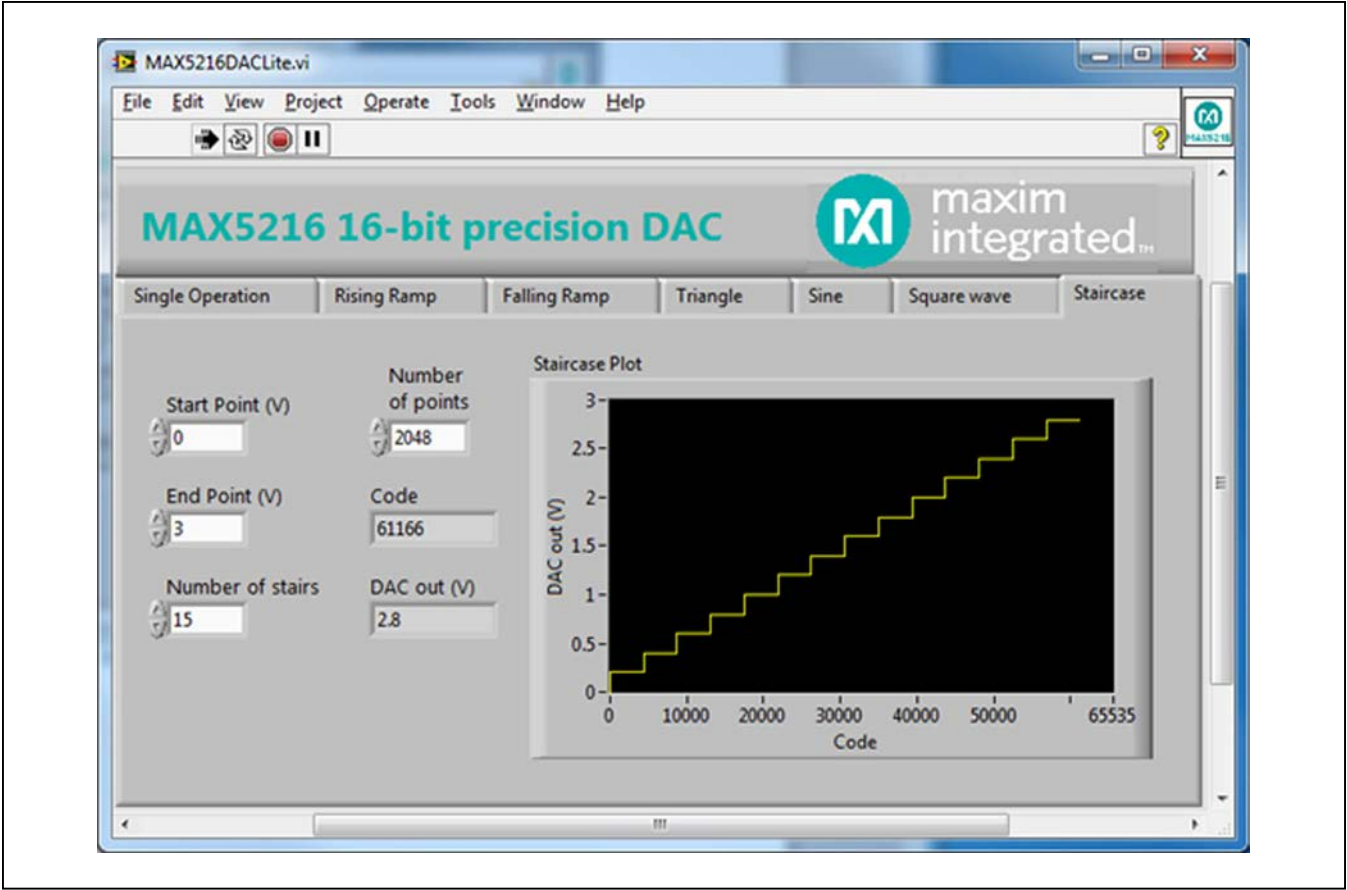 MAX5216DACLite.vi
File Edit View Project Operate Tools Window Help
MAX5216
MAX5216 16-bit precision DAC
maxim
integrated™
Single Operation Rising Ramp Falling Ramp Triangle Sine Square wave Staircase
Start Point (V)
0
End Point (V)
3
Number of stairs
15
Number
of points
2048
Code
61166
DAC out (V)
2.8
Staircase Plot
DAC out (V)
3
2.5
2
1.5
1
0.5
0
0 10000 20000 30000 40000 50000 65535
Code